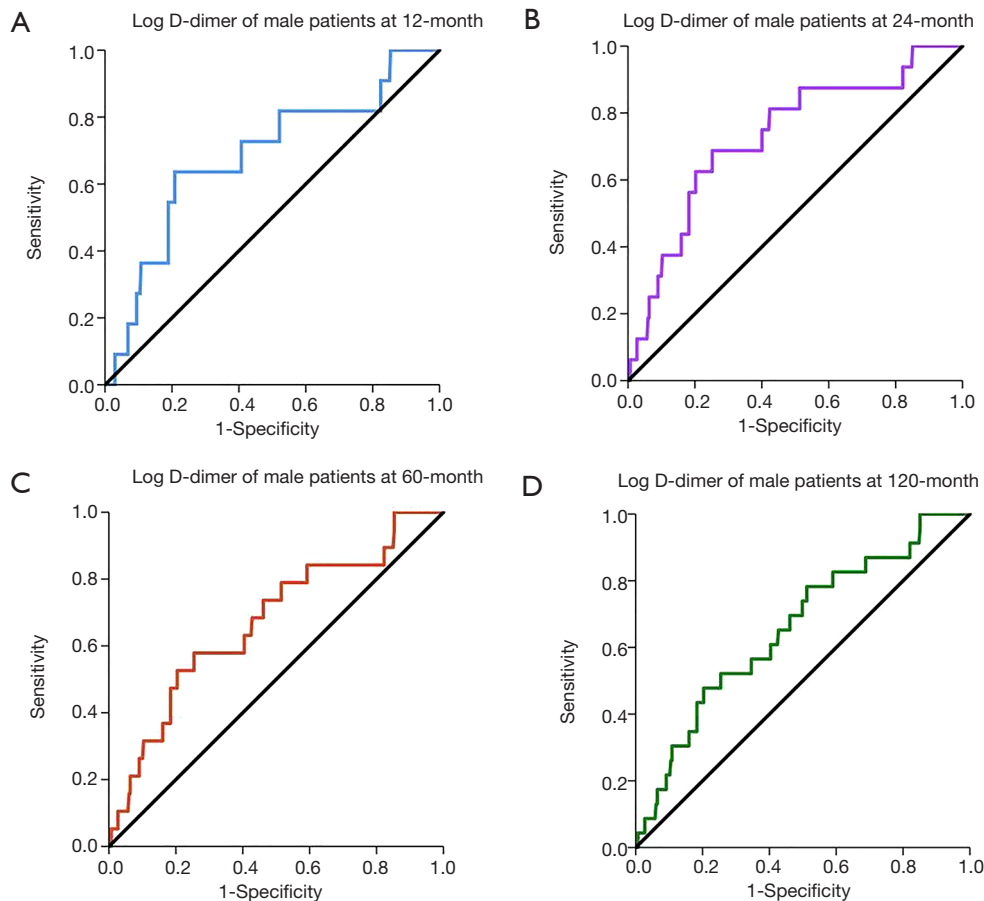 A
Log D-dimer of male patients at 12-month
1.0
0.8
0.6
0.4
0.2
0.0
Sensitivity
0.0 0.2 0.4 0.6 0.8 1.0
1-Specificity
B
Log D-dimer of male patients at 24-month
1.0
0.8
0.6
0.4
0.2
0.0
Sensitivity
0.0 0.2 0.4 0.6 0.8 1.0
1-Specificity
C
Log D-dimer of male patients at 60-month
1.0
0.8
0.6
0.4
0.2
0.0
Sensitivity
0.0 0.2 0.4 0.6 0.8 1.0
1-Specificity
D
Log D-dimer of male patients at 120-month
1.0
0.8
0.6
0.4
0.2
0.0
Sensitivity
0.0 0.2 0.4 0.6 0.8 1.0
1-Specificity